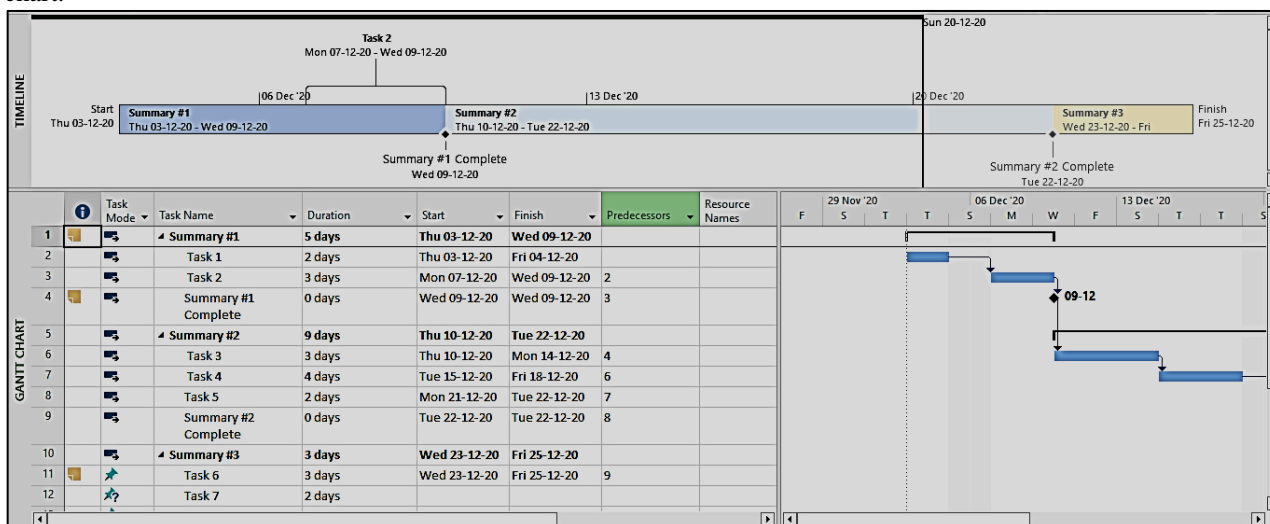 chart.
Sun 20-12-20
Task 2
Mon 07-12-20 - Wed 09-12-20
TIMELINE
06 Dec '20
13 Dec '20
20 Dec '20
Start
Thu 03-12-20
Summary #1
Thu 03-12-20 - Wed 09-12-20
Summary #2
Thu 10-12-20 - Tue 22-12-20
Summary #3
Wed 23-12-20 - Fri
Finish
Fri 25-12-20
Summary #1 Complete
Wed 09-12-20
Summary #2 Complete
Tue 22-12-20
GANTT CHART
Task Mode Task Name Duration Start Finish Predecessors Resource Names
1 Summary #1 5 days Thu 03-12-20 Wed 09-12-20
2 Task 1 2 days Thu 03-12-20 Fri 04-12-20
3 Task 2 3 days Mon 07-12-20 Wed 09-12-20 2
4 Summary #1 Complete 0 days Wed 09-12-20 Wed 09-12-20 3
5 Summary #2 9 days Thu 10-12-20 Tue 22-12-20
6 Task 3 3 days Thu 10-12-20 Mon 14-12-20 4
7 Task 4 4 days Tue 15-12-20 Fri 18-12-20 6
8 Task 5 2 days Mon 21-12-20 Tue 22-12-20 7
9 Summary #2 Complete 0 days Tue 22-12-20 Tue 22-12-20 8
10 Summary #3 3 days Wed 23-12-20 Fri 25-12-20
11 Task 6 3 days Wed 23-12-20 Fri 25-12-20 9
12 Task 7 2 days
29 Nov '20 06 Dec '20 13 Dec '20
F S T T S M W F S T T S
09-12